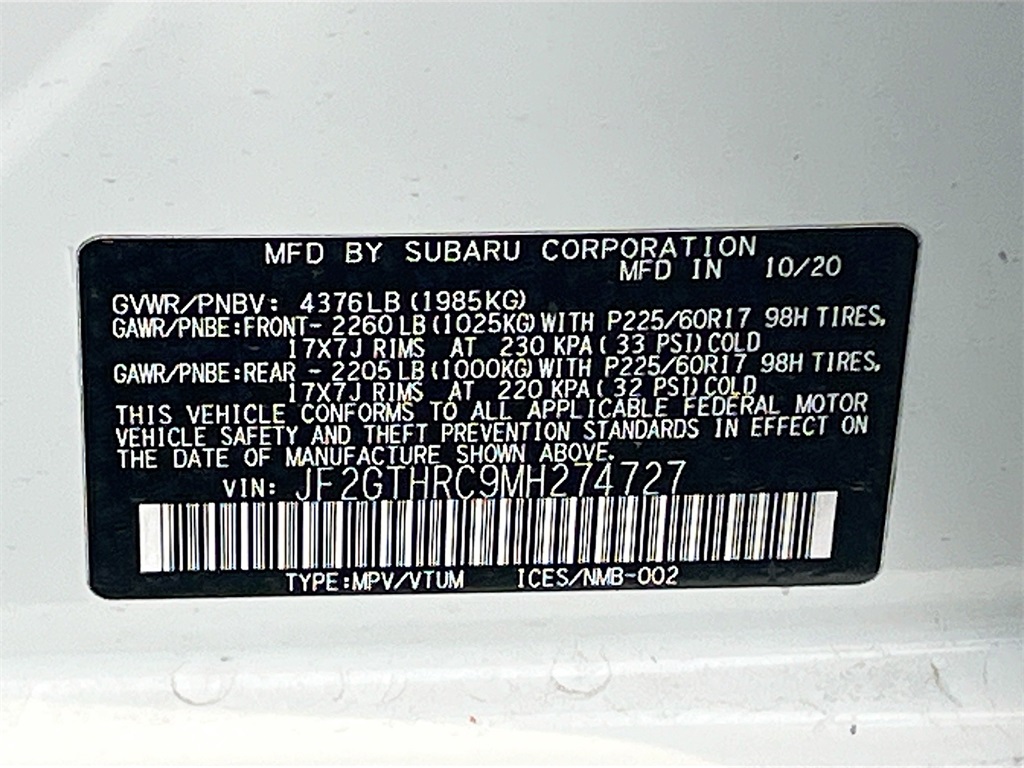 MFD BY SUBARU CORPORATION
MFD IN 10/20
GVWR/PNBV: 4376LB (1985KG)
GAWR/PNBE:FRONT- 2260LB (1025KG) WITH P225/60R17 98H TIRES,
17X7J RIMS AT 230 KPA ( 33 PSI) COLD
GAWR/PNBE:REAR - 2205LB (1000KG) WITH P225/60R17 98H TIRES,
17X7J RIMS AT 220 KPA ( 32 PSI) COLD
THIS VEHICLE CONFORMS TO ALL APPLICABLE FEDERAL MOTOR
VEHICLE SAFETY AND THEFT PREVENTION STANDARDS IN EFFECT ON
THE DATE OF MANUFACTURE SHOWN ABOVE.
VIN: JF2GTHRC9MH274727
TYPE:MPV/VTUM ICES/NMB-002